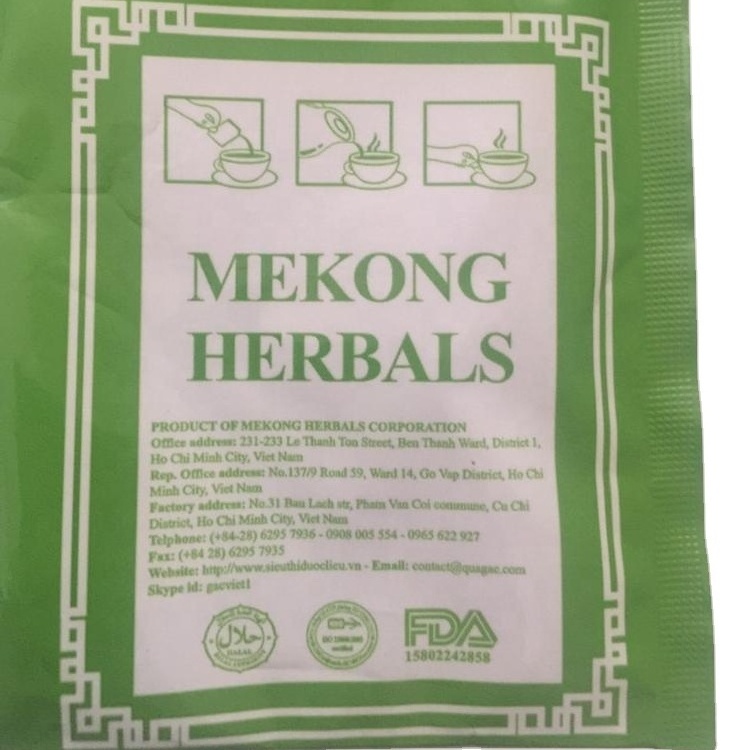 MEKONG
HERBALS
PRODUCT OF MEKONG HERBALS CORPORATION
Office address: 231-233 Le Thanh Ton Street, Ben Thanh Ward, District 1,
Ho Chi Minh City, Viet Nam
Rep. Office address: No.137/9 Road 59, Ward 14, Go Vap District, Ho Chi
Minh City, Viet Nam
Factory address: No.31 Bau Lach str, Pham Van Coi commune, Cu Chi
District, Ho Chi Minh City, Viet Nam
Telphone: (+84-28) 6295 7936 - 0908 005 554 - 0965 622 927
Fax: (+84 28) 6295 7935
Website: http://www.sieuthiduoclieu.vn - Email: contact@quagac.com
Skype id: gacviet1
حلال
HALAL
certified
FDA
15802242858